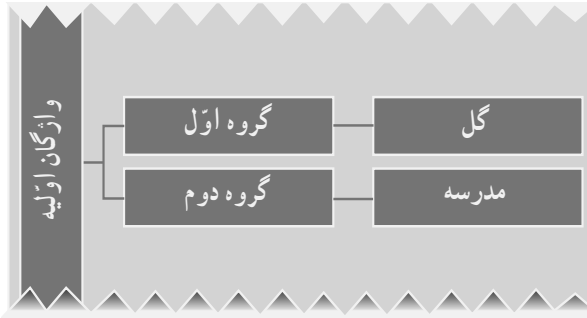 واژگان اوّلیه
گروه اوّل
گل
گروه دوم
مدرسه